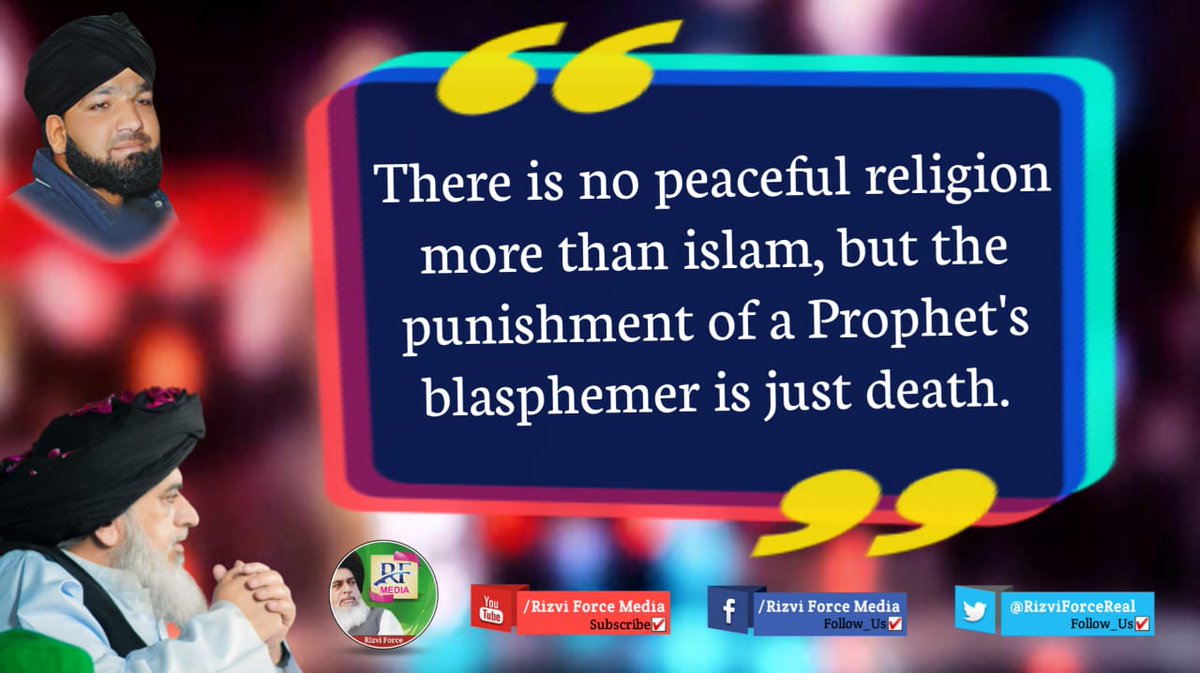 There is no peaceful religion
more than islam, but the
punishment of a Prophet's
blasphemer is just death.
RF
MEDIA
Rizvi Force
You
Tube
/Rizvi Force Media
Subscribe
f
/Rizvi Force Media
Follow_Us
@RizviForceReal
Follow_Us